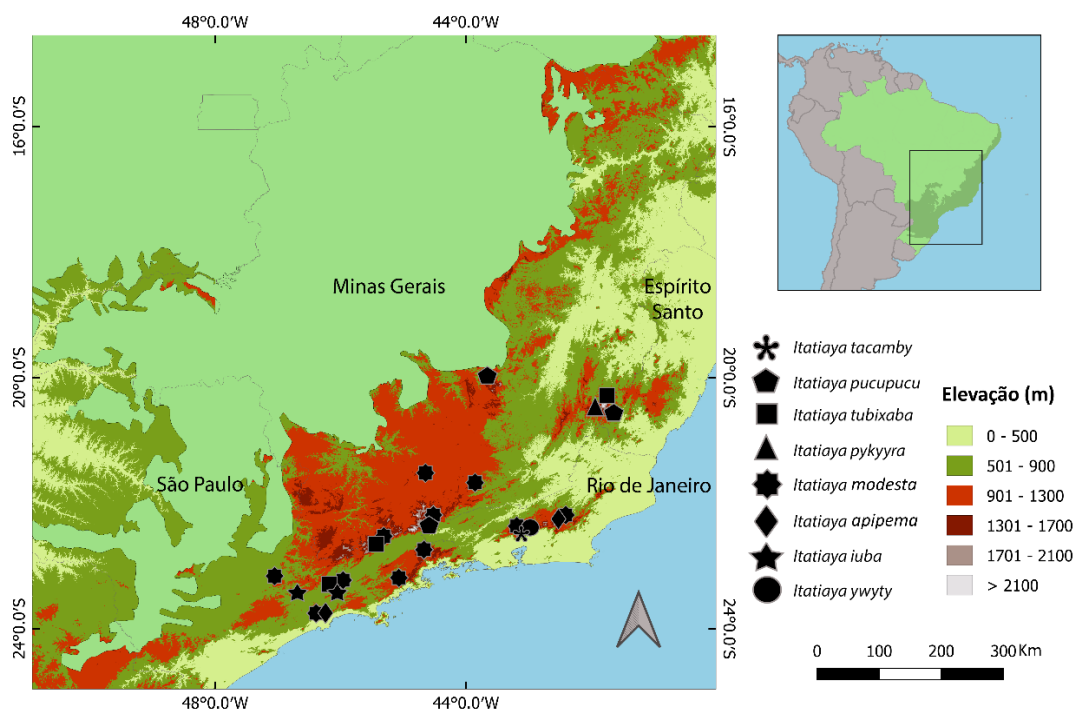 48°0.0'W
44°0.0'W
16°0.0'S
16°0.0'S
Minas Gerais
Espírito
Santo
20°0.0'S
20°0.0'S
São Paulo
Rio de Janeiro
24°0.0'S
24°0.0'S
48°0.0'W
44°0.0'W
Itatiaya tacamby
Itatiaya pucupucu
Itatiaya tubixaba
Itatiaya pykyyra
Itatiaya modesta
Itatiaya apipema
Itatiaya iuba
Itatiaya ywyty
Elevação (m)
0 - 500
501 - 900
901 - 1300
1301 - 1700
1701 - 2100
> 2100
0 100 200 300 Km